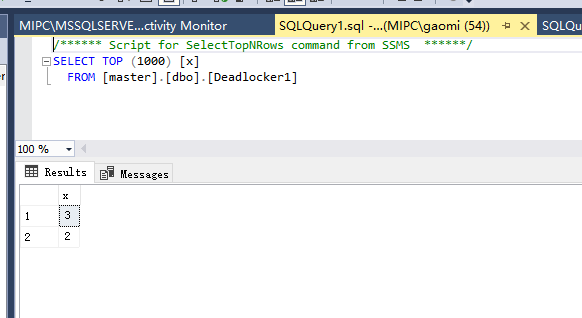 MIPC\MSSQLSERVE...ctivity Monitor
SQLQuery1.sql -...(MIPC\gaomi (54))
SQLQu
/****** Script for SelectTopNRows command from SSMS ******/
SELECT TOP (1000) [x]
FROM [master].[dbo].[Deadlocker1]
100 %
Results
Messages
x
1 3
2 2